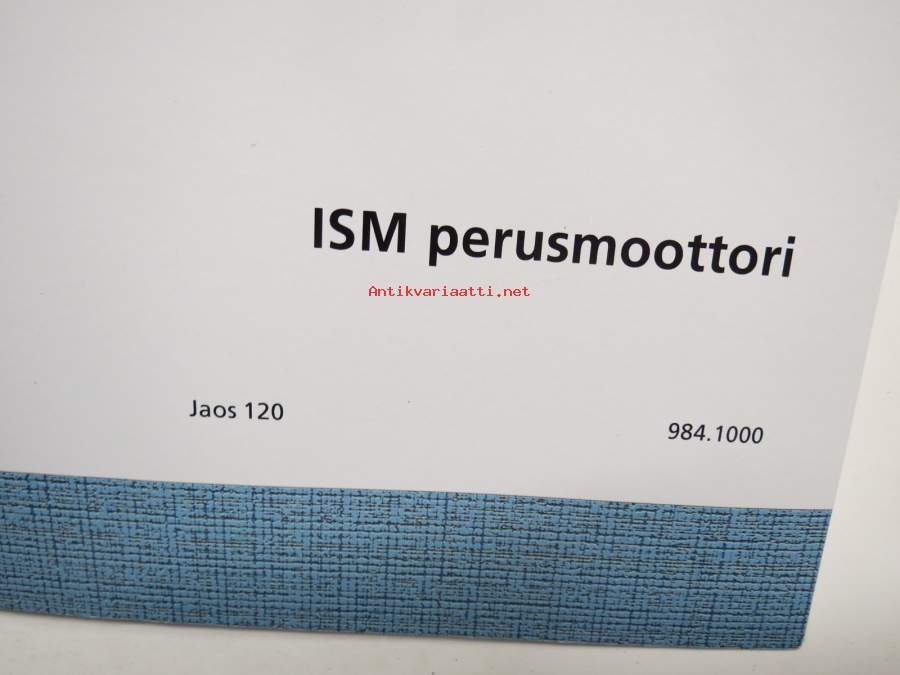 ISM perusmoottori
Antikvariaatti.net
Jaos 120
984.1000